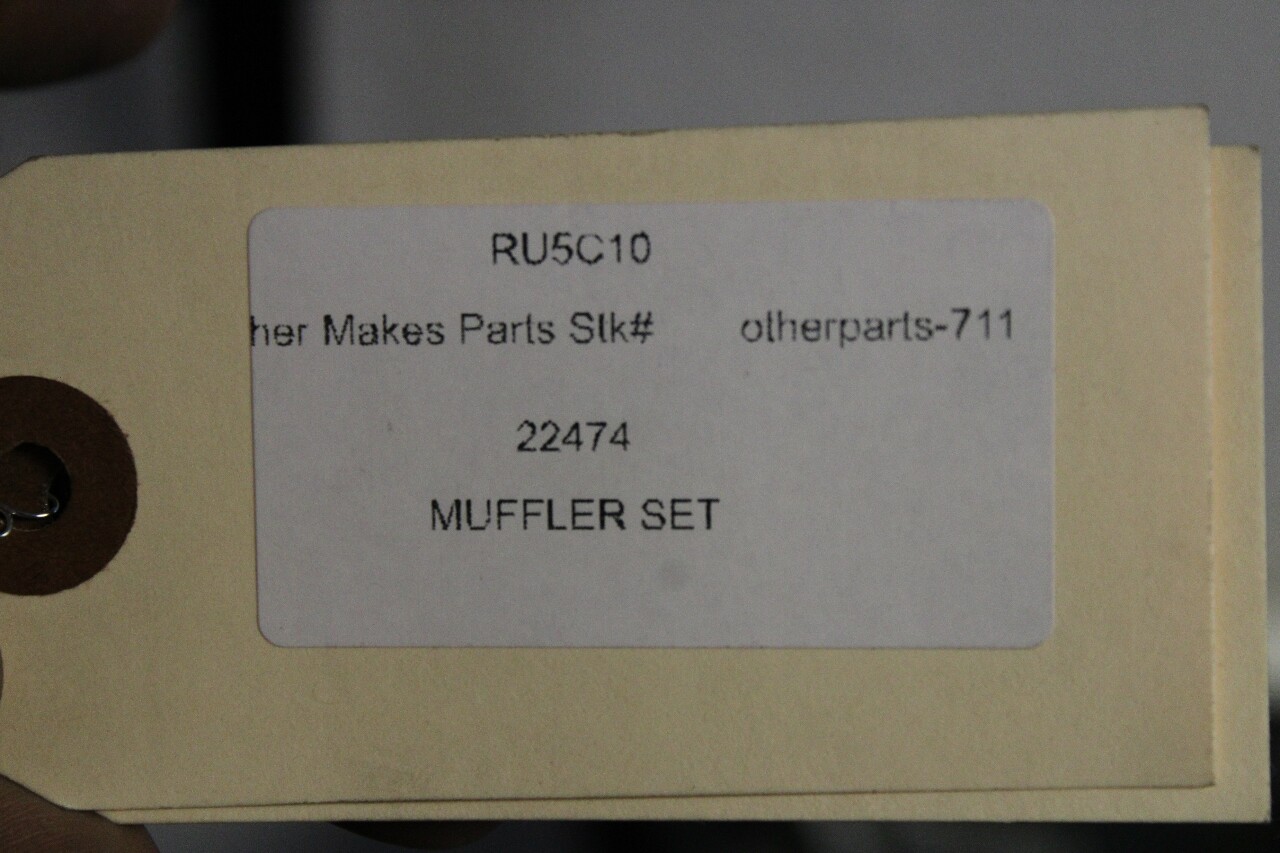 RU5C10
her Makes Parts Stk# otherparts-711
22474
MUFFLER SET